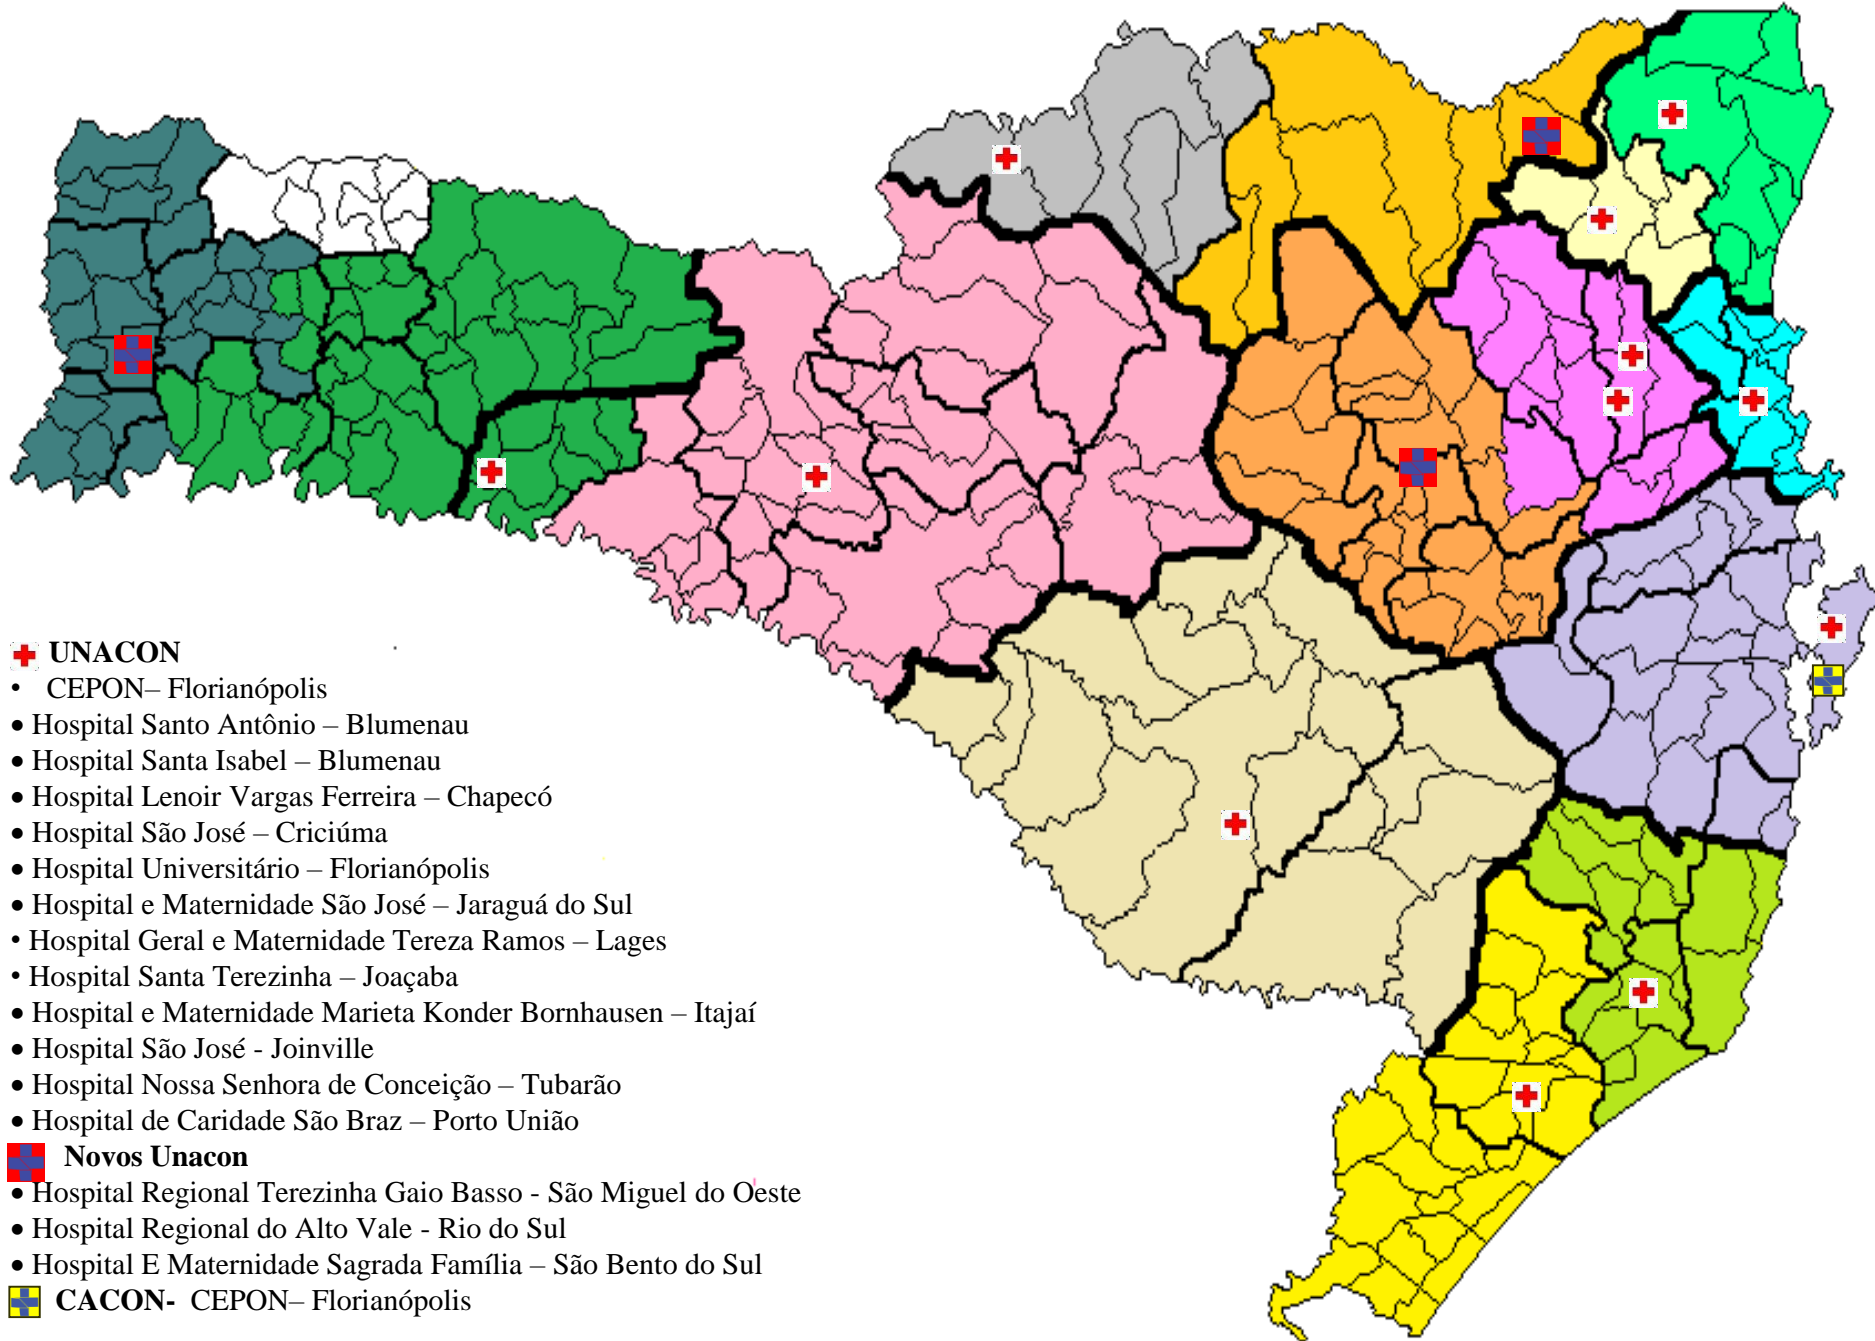 UNACON
• CEPON– Florianópolis
• Hospital Santo Antônio – Blumenau
• Hospital Santa Isabel – Blumenau
• Hospital Lenoir Vargas Ferreira – Chapecó
• Hospital São José – Criciúma
• Hospital Universitário – Florianópolis
• Hospital e Maternidade São José – Jaraguá do Sul
• Hospital Geral e Maternidade Tereza Ramos – Lages
• Hospital Santa Terezinha – Joaçaba
• Hospital e Maternidade Marieta Konder Bornhausen – Itajaí
• Hospital São José - Joinville
• Hospital Nossa Senhora de Conceição – Tubarão
• Hospital de Caridade São Braz – Porto União
Novos Unacon
• Hospital Regional Terezinha Gaio Basso - São Miguel do Oeste
• Hospital Regional do Alto Vale - Rio do Sul
• Hospital E Maternidade Sagrada Família – São Bento do Sul
CACON- CEPON– Florianópolis